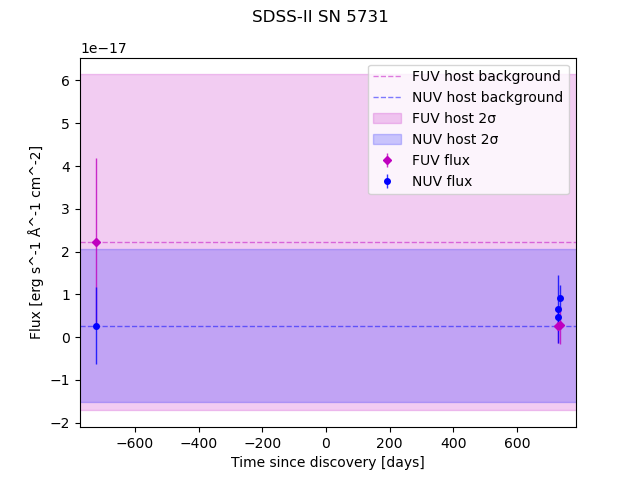 SDSS-II SN 5731
1e−17
FUV host background
NUV host background
FUV host 2σ
NUV host 2σ
FUV flux
NUV flux
6
5
4
3
2
1
0
−1
−2
Flux [erg s^-1 Å^-1 cm^-2]
−600 −400 −200 0 200 400 600
Time since discovery [days]